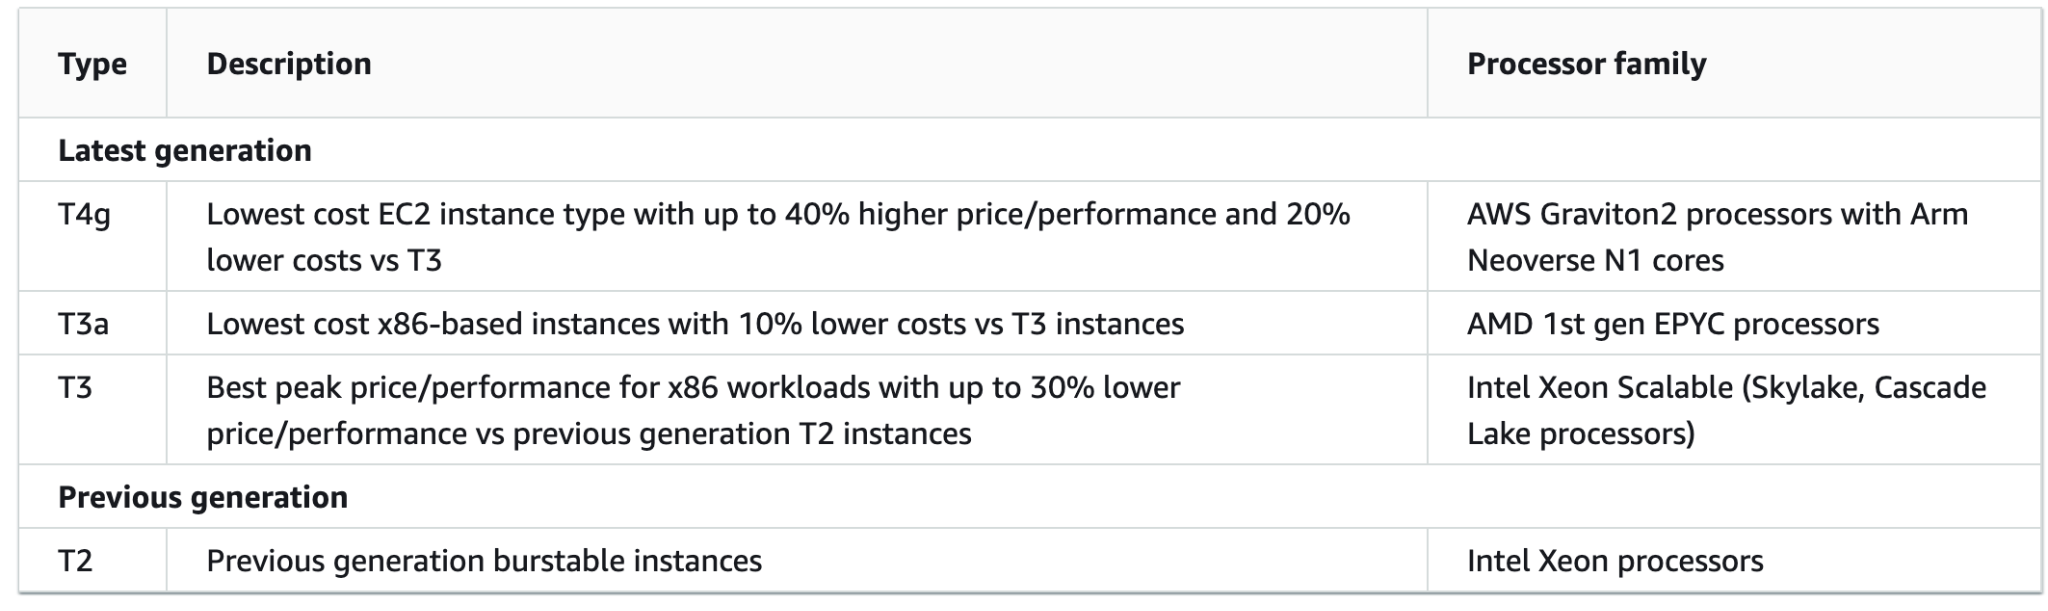 Type Description Processor family
Latest generation
T4g Lowest cost EC2 instance type with up to 40% higher price/performance and 20% AWS Graviton2 processors with Arm
lower costs vs T3 Neoverse N1 cores
T3a Lowest cost x86-based instances with 10% lower costs vs T3 instances AMD 1st gen EPYC processors
T3 Best peak price/performance for x86 workloads with up to 30% lower Intel Xeon Scalable (Skylake, Cascade
price/performance vs previous generation T2 instances Lake processors)
Previous generation
T2 Previous generation burstable instances Intel Xeon processors